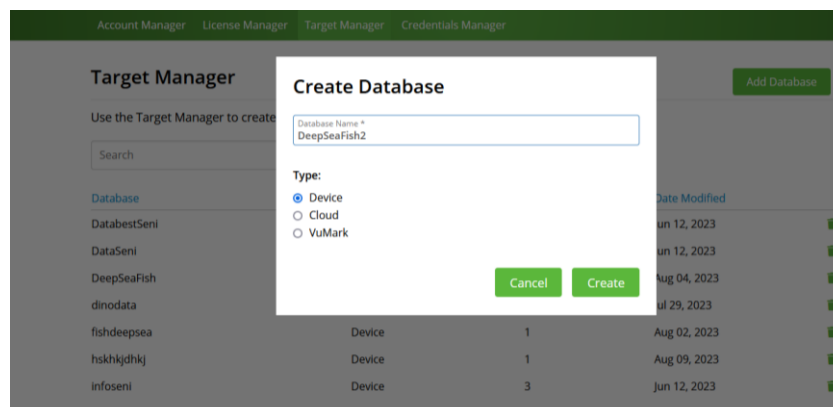 Account Manager License Manager Target Manager Credentials Manager
Target Manager
Add Database
Use the Target Manager to create
Search
Create Database
Database Name *
DeepSeaFish2
Type:
Device
Cloud
VuMark
Cancel Create
Database Date Modified
DatabestSeni un 12, 2023
DataSeni un 12, 2023
DeepSeaFish Aug 04, 2023
dinodata ul 29, 2023
fishdeepsea Device 1 Aug 02, 2023
hskhkjdhkj Device 1 Aug 09, 2023
infoseni Device 3 Jun 12, 2023